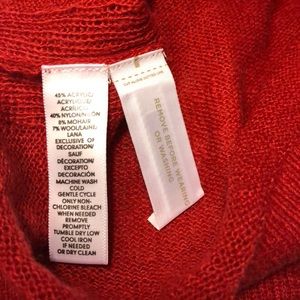 45% ACRYLIC/
ACRYLIQUE/
ACRILICO
40% NYLON/NILON
8% MOHAIR
7% WOOL/LAINE/
LANA
EXCLUSIVE OF
DECORATION/
SAUF
DÉCORATION/
EXCEPTO
DECORACIÓN
MACHINE WASH
COLD
GENTLE CYCLE
ONLY NON-
CHLORINE BLEACH
WHEN NEEDED
REMOVE
PROMPTLY
TUMBLE DRY LOW
COOL IRON
IF NEEDED
OR DRY CLEAN
REMOVE BEFORE WEARING
OR WASHING